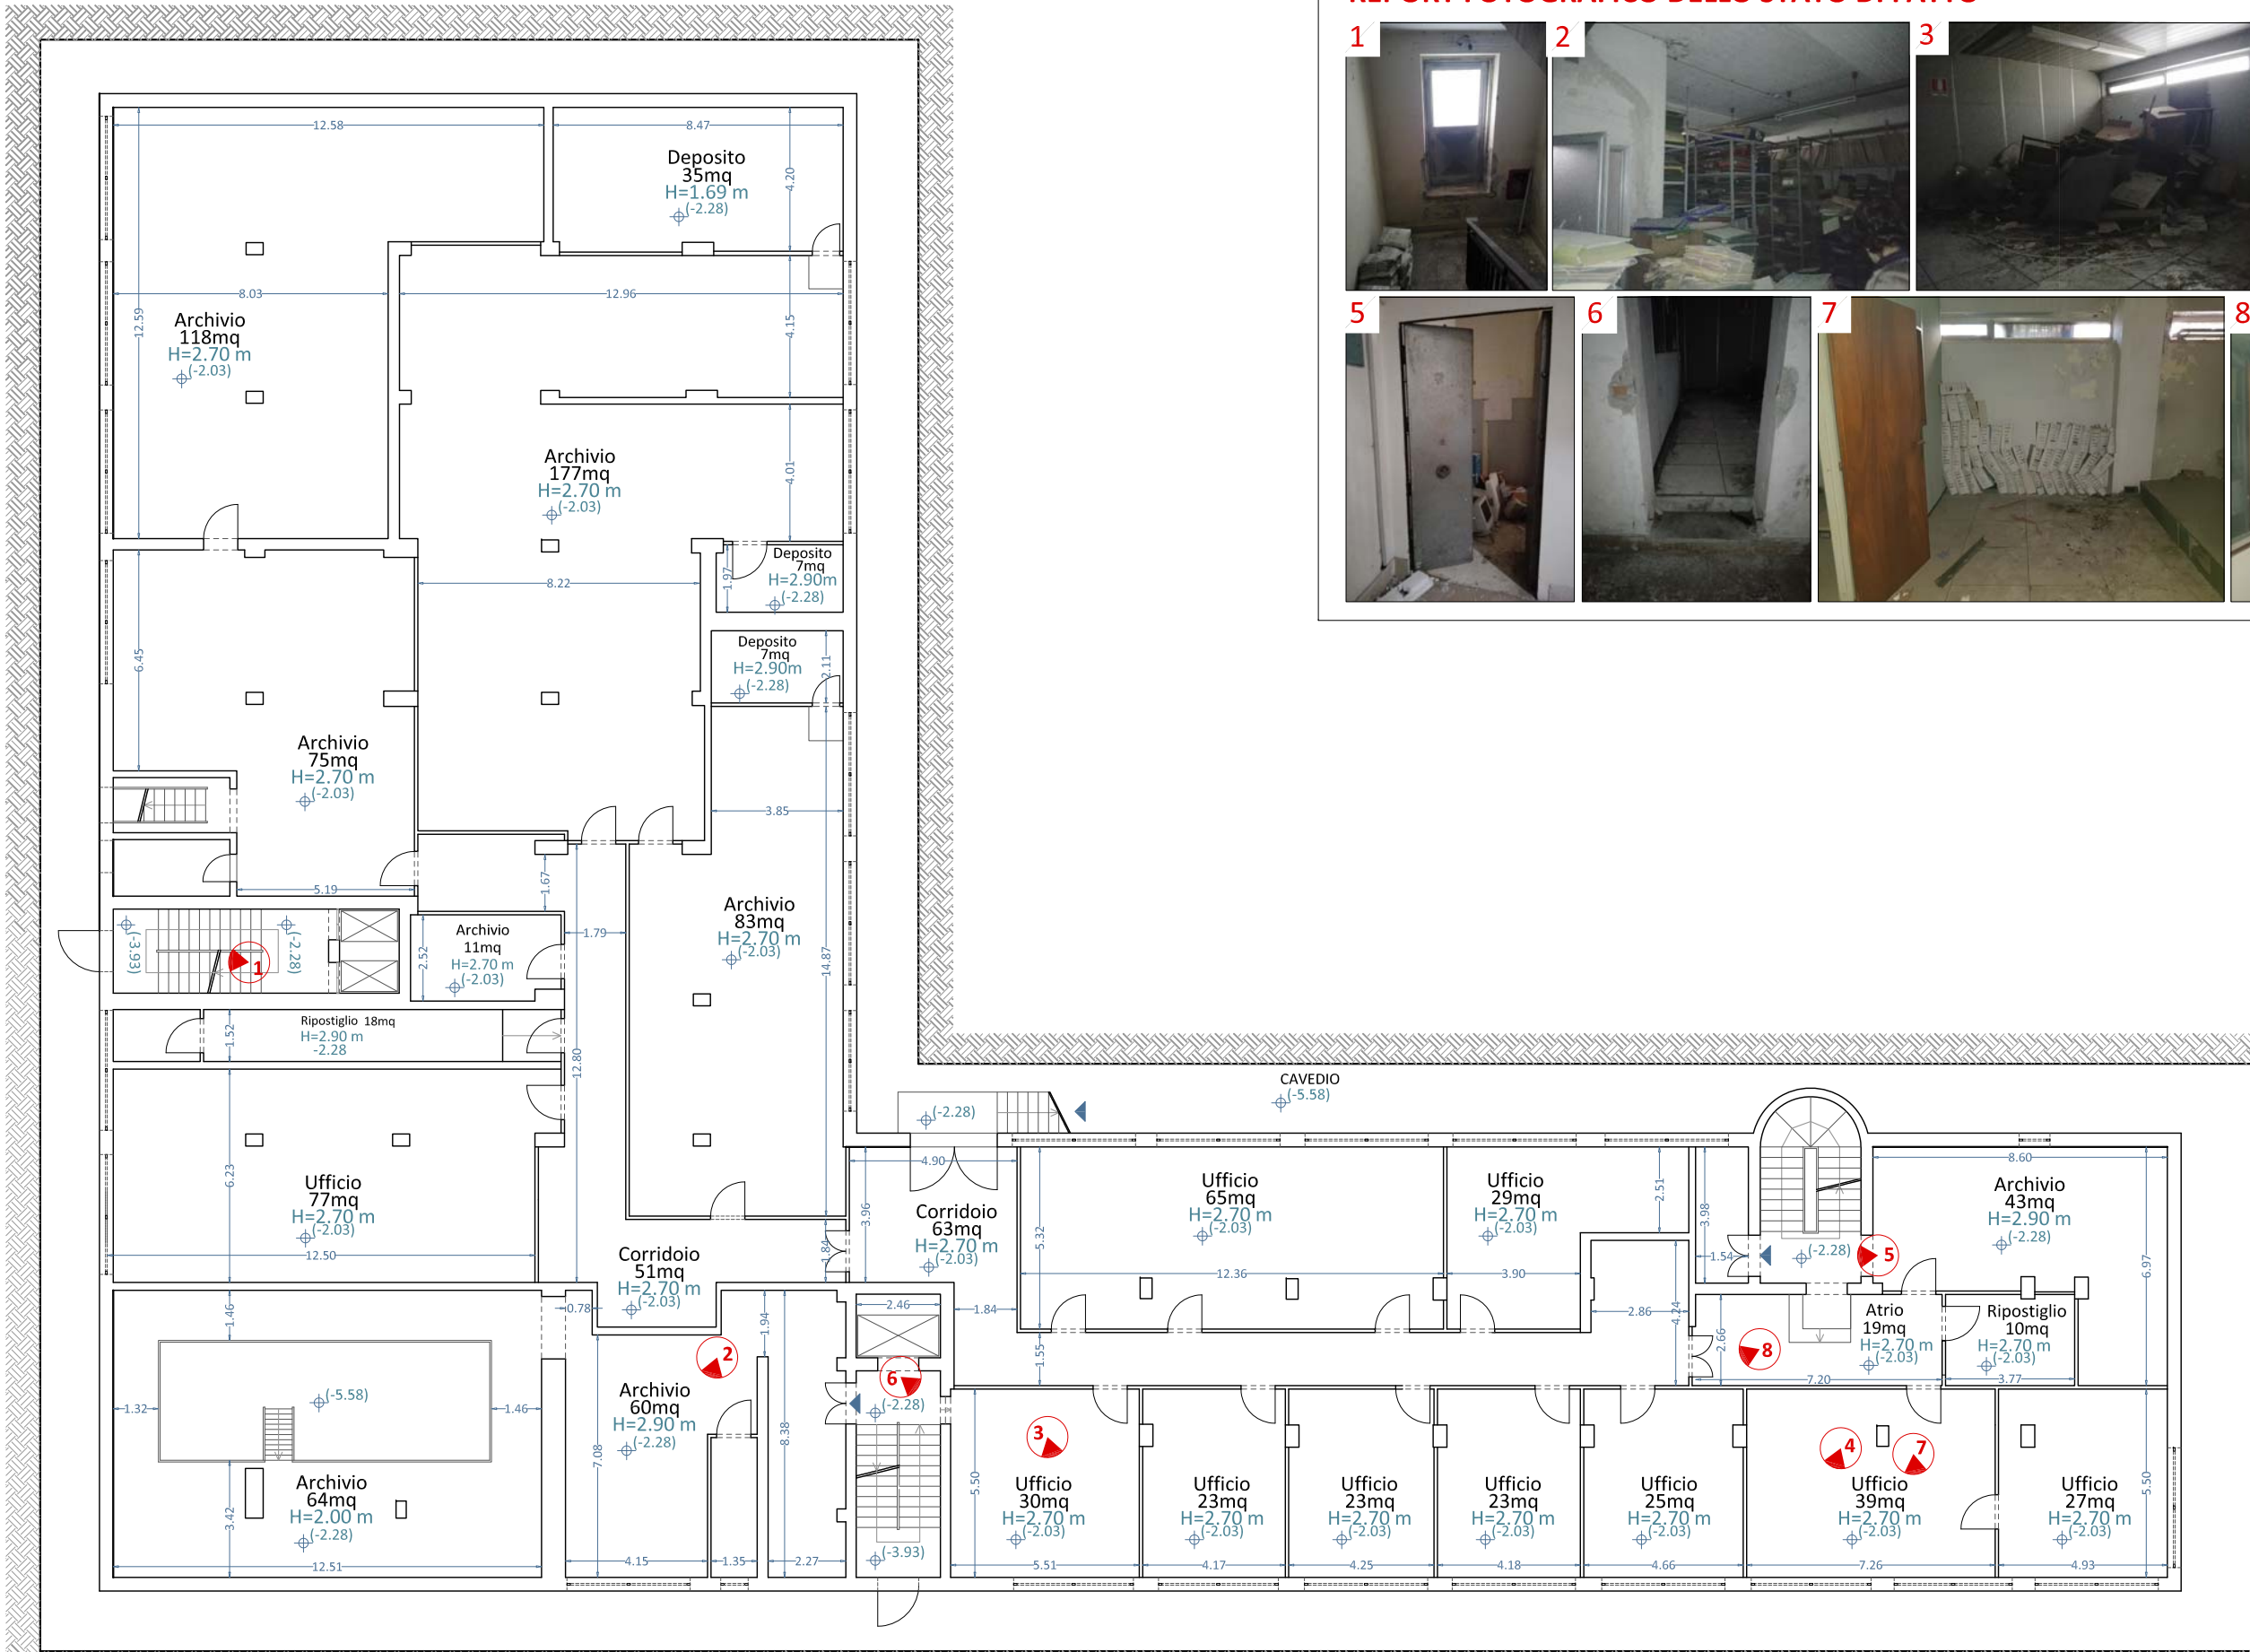 REPORT FOTOGRAFICO DELLO STATO DI FATTO
1
2
3
5
6
7
8
12.58
8.47
Deposito
35mq
H=1.69 m
(-2.28)
4.20
8.03
12.96
12.59
4.15
Archivio
118mq
H=2.70 m
(-2.03)
Archivio
177mq
H=2.70 m
(-2.03)
4.01
8.22
Deposito
7mq
H=2.90m
(-2.28)
1.97
Deposito
7mq
H=2.90m
(-2.28)
2.11
6.45
Archivio
75mq
H=2.70 m
(-2.03)
3.85
5.19
1.67
Archivio
83mq
H=2.70 m
(-2.03)
14.87
(-3.93)
(-2.28)
1
Archivio
11mq
H=2.70 m
(-2.03)
2.52
1.79
Ripostiglio 18mq
H=2.90 m
-2.28
1.52
12.80
CAVEDIO
(-5.58)
(-2.28)
Ufficio
77mq
H=2.70 m
(-2.03)
6.23
12.50
Corridoio
51mq
H=2.70 m
(-2.03)
1.84
4.90
3.96
Corridoio
63mq
H=2.70 m
(-2.03)
5.32
Ufficio
65mq
H=2.70 m
(-2.03)
12.36
Ufficio
29mq
H=2.70 m
(-2.03)
2.51
3.90
3.98
1.54
(-2.28)
5
8.60
Archivio
43mq
H=2.90 m
(-2.28)
6.97
1.46
0.78
1.94
2.46
1.84
1.55
2.86
4.24
2.66
8
Atrio
19mq
H=2.70 m
(-2.03)
7.20
Ripostiglio
10mq
H=2.70 m
(-2.03)
3.77
1.32
(-5.58)
1.46
2
Archivio
60mq
H=2.90 m
(-2.28)
7.08
8.38
6
(-2.28)
Archivio
64mq
H=2.00 m
(-2.28)
3.42
12.51
4.15
1.35
2.27
(-3.93)
3
5.50
Ufficio
30mq
H=2.70 m
(-2.03)
5.51
Ufficio
23mq
H=2.70 m
(-2.03)
4.17
Ufficio
23mq
H=2.70 m
(-2.03)
4.25
Ufficio
23mq
H=2.70 m
(-2.03)
4.18
Ufficio
25mq
H=2.70 m
(-2.03)
4.66
4
7
Ufficio
39mq
H=2.70 m
(-2.03)
7.26
Ufficio
27mq
H=2.70 m
(-2.03)
5.50
4.93